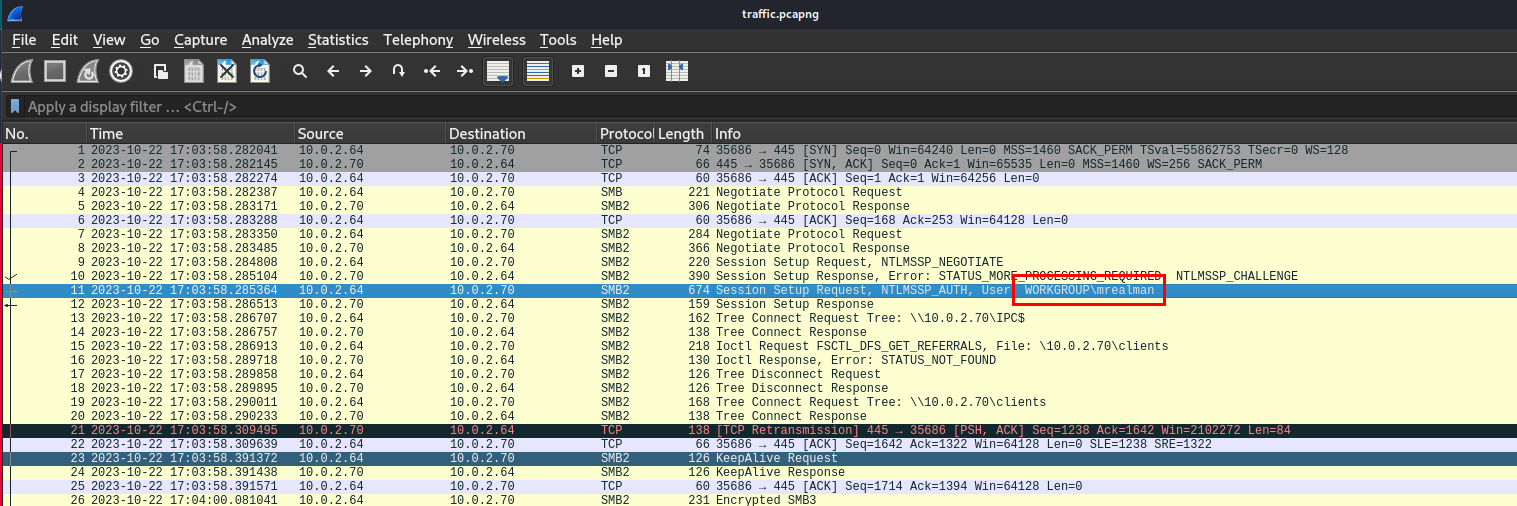 traffic.pcapng
File Edit View Go Capture Analyze Statistics Telephony Wireless Tools Help
Apply a display filter … <Ctrl-/>
No. Time Source Destination Protocol Length Info
1 2023-10-22 17:03:58.282041 10.0.2.64 10.0.2.70 TCP 74 35686 → 445 [SYN] Seq=0 Win=64240 Len=0 MSS=1460 SACK_PERM TSval=55862753 TSecr=0 WS=128
2 2023-10-22 17:03:58.282145 10.0.2.70 10.0.2.64 TCP 66 445 → 35686 [SYN, ACK] Seq=0 Ack=1 Win=65535 Len=0 MSS=1460 WS=256 SACK_PERM
3 2023-10-22 17:03:58.282274 10.0.2.64 10.0.2.70 TCP 60 35686 → 445 [ACK] Seq=1 Ack=1 Win=64256 Len=0
4 2023-10-22 17:03:58.282387 10.0.2.64 10.0.2.70 SMB 221 Negotiate Protocol Request
5 2023-10-22 17:03:58.283171 10.0.2.70 10.0.2.64 SMB2 306 Negotiate Protocol Response
6 2023-10-22 17:03:58.283288 10.0.2.64 10.0.2.70 TCP 60 35686 → 445 [ACK] Seq=168 Ack=253 Win=64128 Len=0
7 2023-10-22 17:03:58.283350 10.0.2.64 10.0.2.70 SMB2 284 Negotiate Protocol Request
8 2023-10-22 17:03:58.283485 10.0.2.70 10.0.2.64 SMB2 366 Negotiate Protocol Response
9 2023-10-22 17:03:58.284808 10.0.2.64 10.0.2.70 SMB2 220 Session Setup Request, NTLMSSP_NEGOTIATE
10 2023-10-22 17:03:58.285104 10.0.2.70 10.0.2.64 SMB2 390 Session Setup Response, Error: STATUS_MORE_PROCESSING_REQUIRED, NTLMSSP_CHALLENGE
11 2023-10-22 17:03:58.285364 10.0.2.64 10.0.2.70 SMB2 674 Session Setup Request, NTLMSSP_AUTH, User: WORKGROUP\mrealman
12 2023-10-22 17:03:58.286513 10.0.2.70 10.0.2.64 SMB2 159 Session Setup Response
13 2023-10-22 17:03:58.286707 10.0.2.64 10.0.2.70 SMB2 162 Tree Connect Request Tree: \\10.0.2.70\IPC$
14 2023-10-22 17:03:58.286757 10.0.2.70 10.0.2.64 SMB2 138 Tree Connect Response
15 2023-10-22 17:03:58.286913 10.0.2.64 10.0.2.70 SMB2 218 Ioctl Request FSCTL_DFS_GET_REFERRALS, File: \10.0.2.70\clients
16 2023-10-22 17:03:58.289718 10.0.2.70 10.0.2.64 SMB2 130 Ioctl Response, Error: STATUS_NOT_FOUND
17 2023-10-22 17:03:58.289858 10.0.2.64 10.0.2.70 SMB2 126 Tree Disconnect Request
18 2023-10-22 17:03:58.289895 10.0.2.70 10.0.2.64 SMB2 126 Tree Disconnect Response
19 2023-10-22 17:03:58.290011 10.0.2.64 10.0.2.70 SMB2 168 Tree Connect Request Tree: \\10.0.2.70\clients
20 2023-10-22 17:03:58.290233 10.0.2.70 10.0.2.64 SMB2 138 Tree Connect Response
21 2023-10-22 17:03:58.309495 10.0.2.70 10.0.2.64 TCP 138 [TCP Retransmission] 445 → 35686 [PSH, ACK] Seq=1238 Ack=1642 Win=2102272 Len=84
22 2023-10-22 17:03:58.309639 10.0.2.64 10.0.2.70 TCP 66 35686 → 445 [ACK] Seq=1642 Ack=1322 Win=64128 Len=0 SLE=1238 SRE=1322
23 2023-10-22 17:03:58.391372 10.0.2.64 10.0.2.70 SMB2 126 KeepAlive Request
24 2023-10-22 17:03:58.391438 10.0.2.70 10.0.2.64 SMB2 126 KeepAlive Response
25 2023-10-22 17:03:58.391571 10.0.2.64 10.0.2.70 TCP 60 35686 → 445 [ACK] Seq=1714 Ack=1394 Win=64128 Len=0
26 2023-10-22 17:04:00.081041 10.0.2.64 10.0.2.70 SMB2 231 Encrypted SMB3